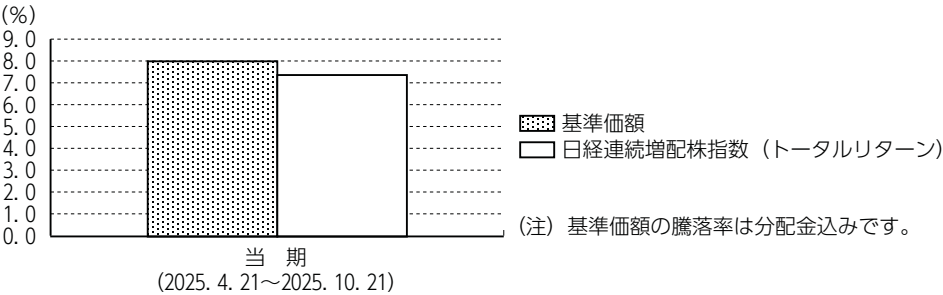 (%)
9. 0
8. 0
7. 0
6. 0
5. 0
4. 0
3. 0
2. 0
1. 0
0. 0
当 期
(2025. 4. 21～2025. 10. 21)
基準価額
日経連続増配株指数（トータルリターン）
（注）基準価額の騰落率は分配金込みです。